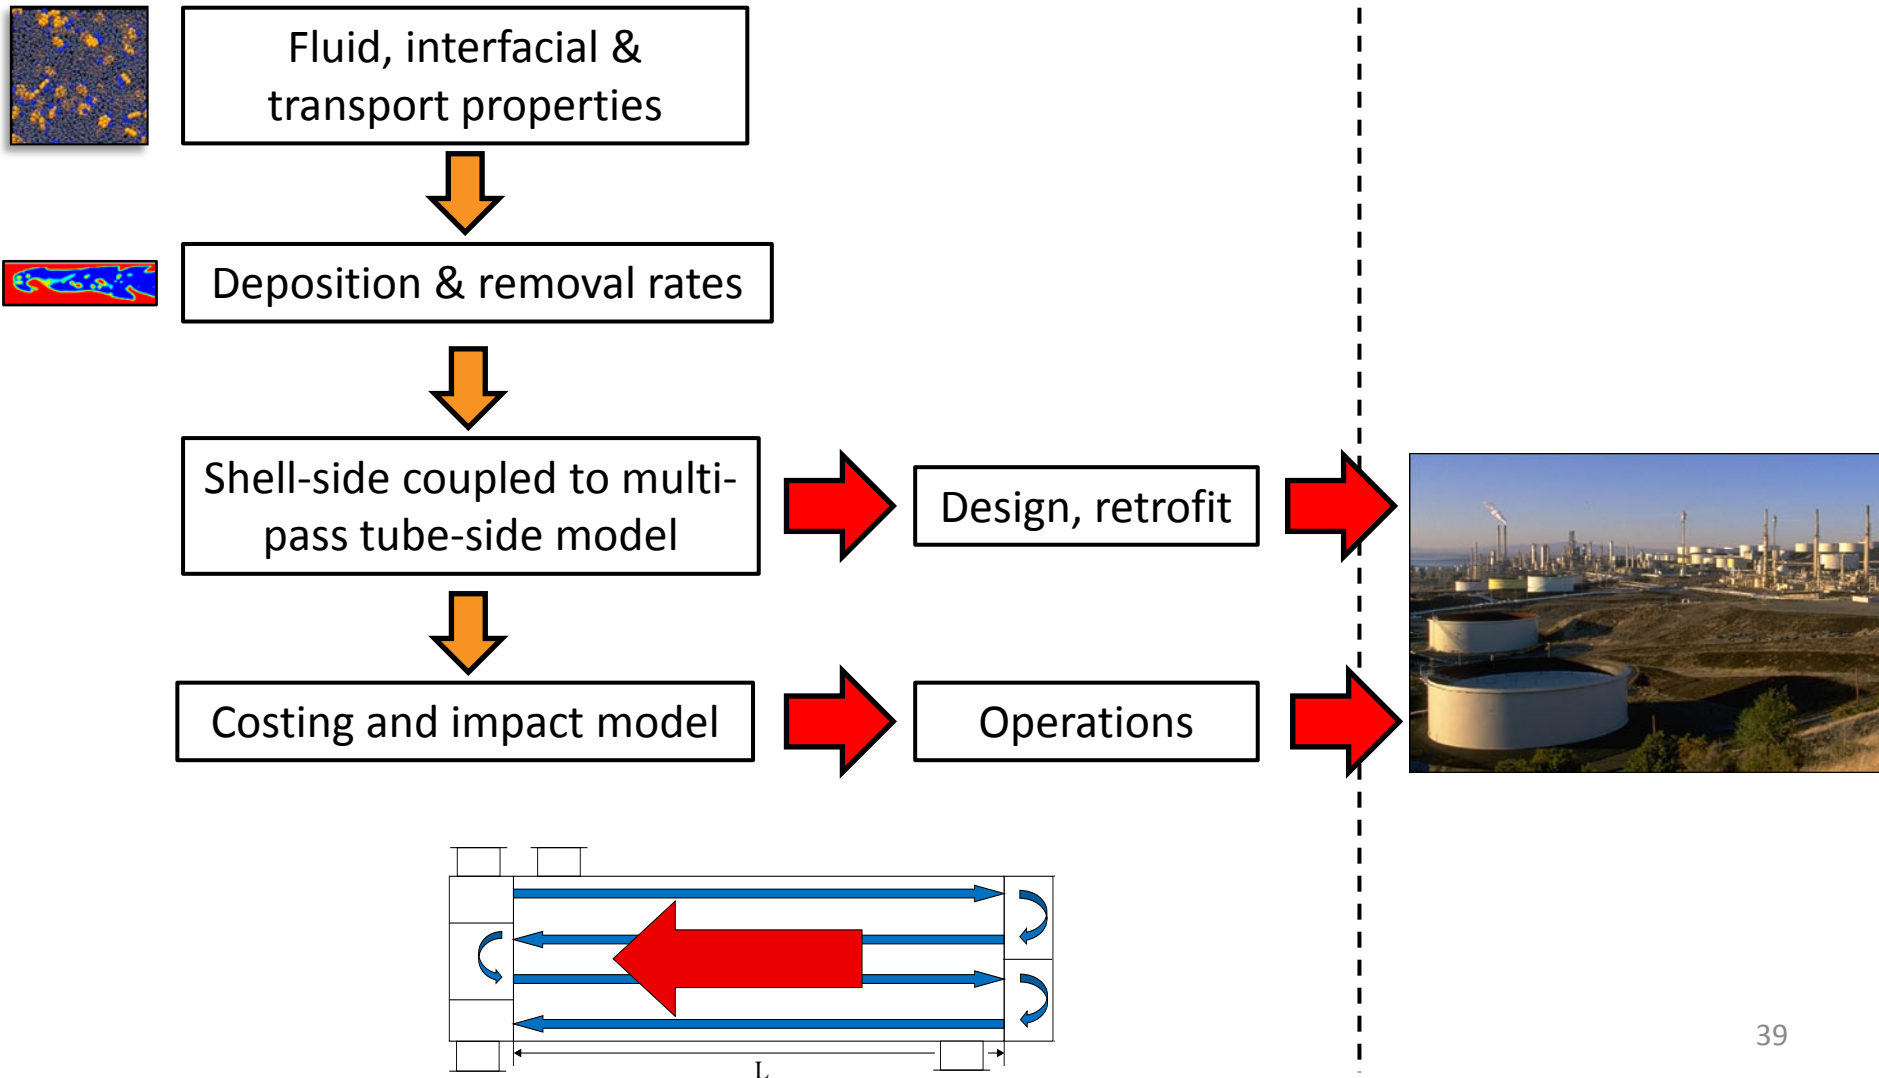 Fluid, interfacial &
transport properties
Deposition & removal rates
Shell-side coupled to multi-
pass tube-side model
Design, retrofit
Costing and impact model
Operations
L
39